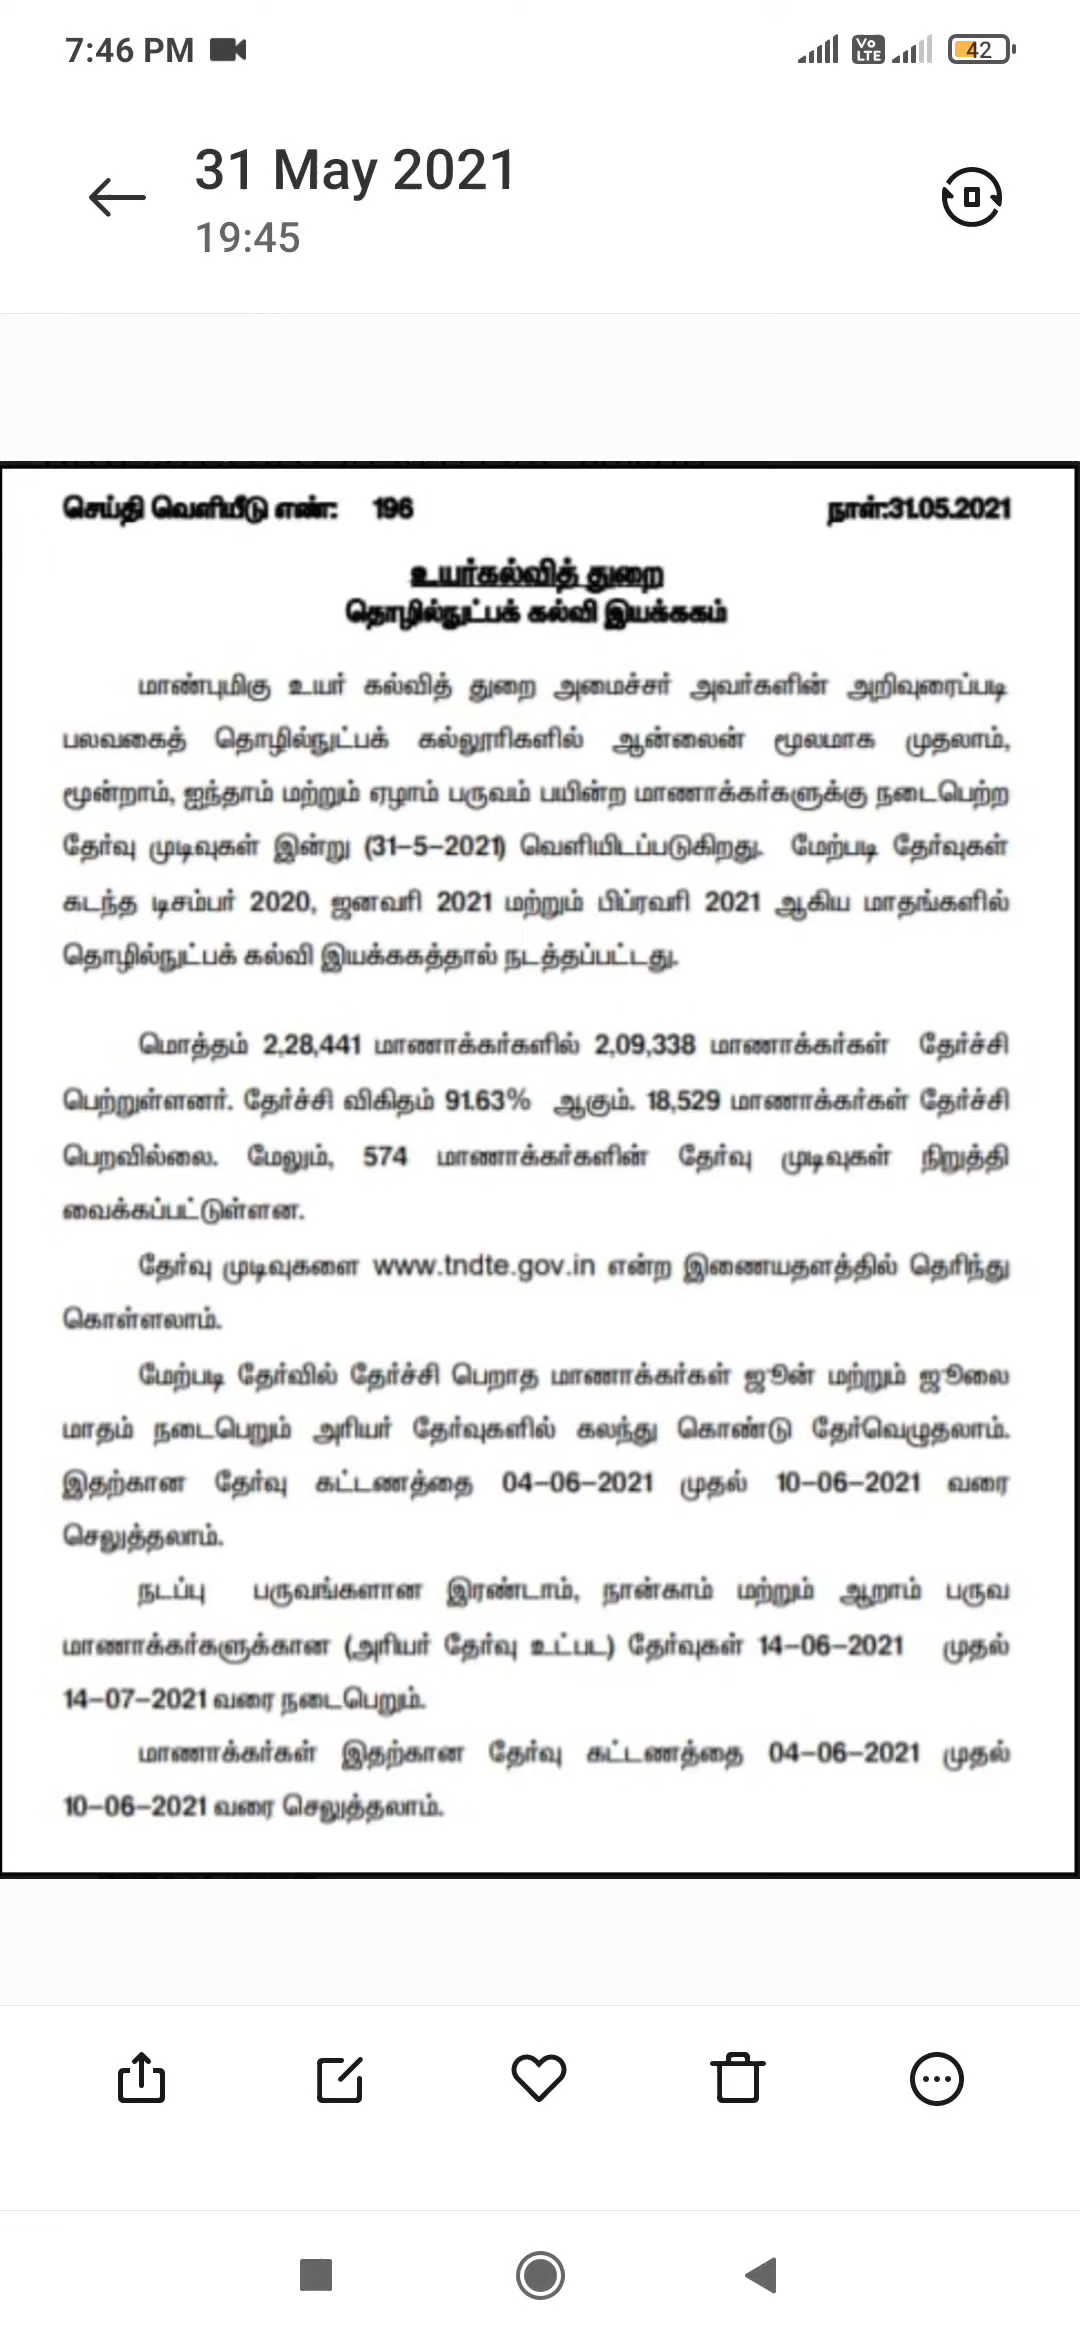 7:46 PM
Vo LTE
42
31 May 2021
19:45
செய்தி வெளியீடு எண்: 196 நாள்:31.05.2021
உயர்கல்வித் துறை
தொழில்நுட்பக் கல்வி இயக்ககம்
மாண்புமிகு உயர் கல்வித் துறை அமைச்சர் அவர்களின் அறிவுரைப்படி
பலவகைத் தொழில்நுட்பக் கல்லூரிகளில் ஆன்லைன் மூலமாக முதலாம்,
மூன்றாம், ஐந்தாம் மற்றும் ஏழாம் பருவம் பயின்ற மாணாக்கர்களுக்கு நடைபெற்ற
தேர்வு முடிவுகள் இன்று (31-5-2021) வெளியிடப்படுகிறது. மேற்படி தேர்வுகள்
கடந்த டிசம்பர் 2020, ஜனவரி 2021 மற்றும் பிப்ரவரி 2021 ஆகிய மாதங்களில்
தொழில்நுட்பக் கல்வி இயக்ககத்தால் நடத்தப்பட்டது.
மொத்தம் 2,28,441 மாணாக்கர்களில் 2,09,338 மாணாக்கர்கள் தேர்ச்சி
பெற்றுள்ளனர். தேர்ச்சி விகிதம் 91.63% ஆகும். 18,529 மாணாக்கர்கள் தேர்ச்சி
பெறவில்லை. மேலும், 574 மாணாக்கர்களின் தேர்வு முடிவுகள் நிறுத்தி
வைக்கப்பட்டுள்ளன.
தேர்வு முடிவுகளை www.tndte.gov.in என்ற இணையதளத்தில் தெரிந்து
கொள்ளலாம்.
மேற்படி தேர்வில் தேர்ச்சி பெறாத மாணாக்கர்கள் ஜூன் மற்றும் ஜூலை
மாதம் நடைபெறும் அரியர் தேர்வுகளில் கலந்து கொண்டு தேர்வெழுதலாம்.
இதற்கான தேர்வு கட்டணத்தை 04-06-2021 முதல் 10-06-2021 வரை
செலுத்தலாம்.
நடப்பு பருவங்களான இரண்டாம், நான்காம் மற்றும் ஆறாம் பருவ
மாணாக்கர்களுக்கான (அரியர் தேர்வு உட்பட) தேர்வுகள் 14-06-2021 முதல்
14-07-2021 வரை நடைபெறும்.
மாணாக்கர்கள் இதற்கான தேர்வு கட்டணத்தை 04-06-2021 முதல்
10-06-2021 வரை செலுத்தலாம்.